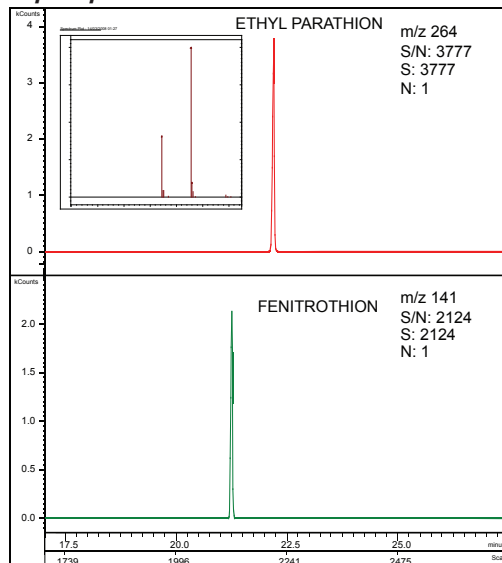 kCounts
ETHYL PARATHION
m/z 264
S/N: 3777
S: 3777
N: 1
4
3
2
1
0
kCounts
FENITROTHION
m/z 141
S/N: 2124
S: 2124
N: 1
2.0
1.5
1.0
0.5
0.0
17.5 20.0 22.5 25.0 minu
1739 1996 2241 2475 Sca